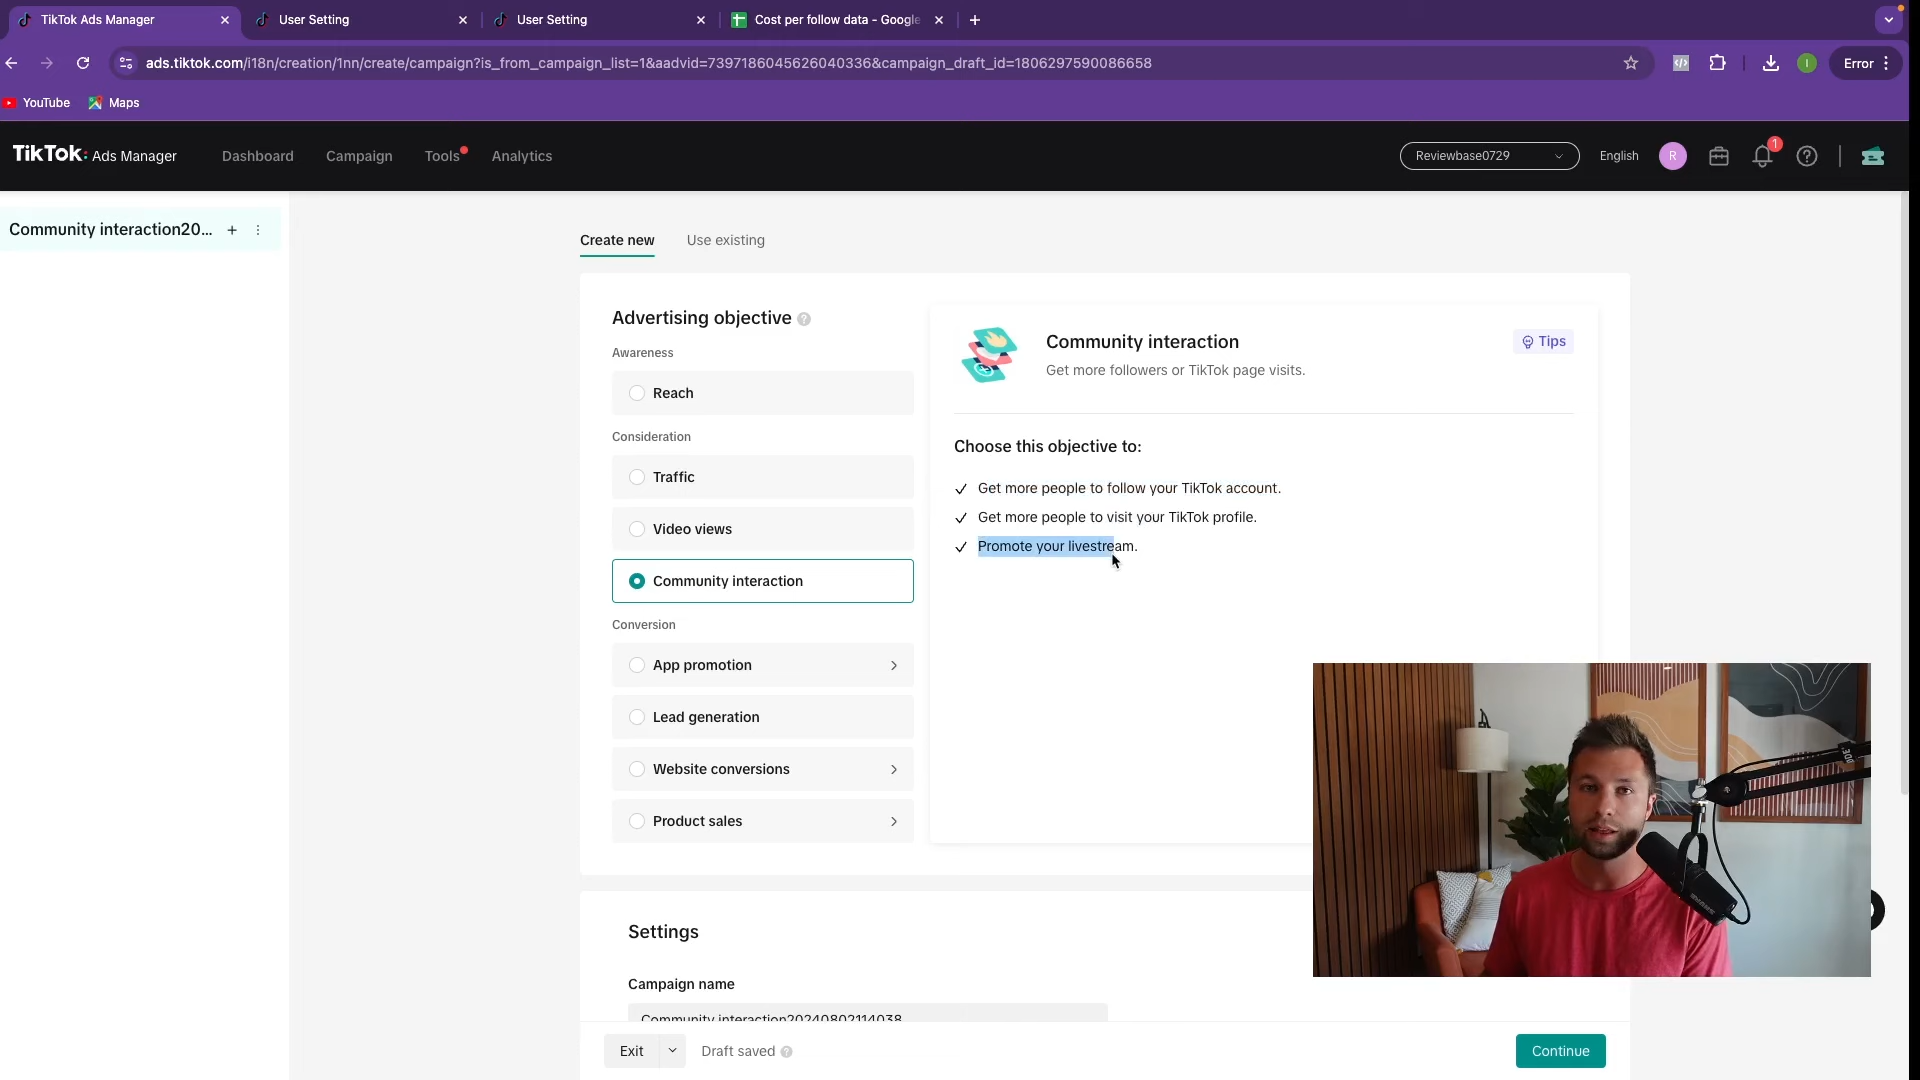 TikTok Ads Manager
User Setting
User Setting
Cost per follow data - Google
ads.tiktok.com/i18n/creation/1nn/create/campaign?is_from_campaign_list=1&aadvid=7397186045626040336&campaign_draft_id=1806297590086658
I
Error
YouTube
Maps
TikTok: Ads Manager
Dashboard
Campaign
Tools
Analytics
Reviewbase0729
English
R
1
Community interaction20...
Create new
Use existing
Advertising objective
Awareness
Reach
Consideration
Traffic
Video views
Community interaction
Conversion
App promotion
Lead generation
Website conversions
Product sales
Community interaction
Get more followers or TikTok page visits.
Tips
Choose this objective to:
Get more people to follow your TikTok account.
Get more people to visit your TikTok profile.
Promote your livestream.
Settings
Campaign name
Community interaction20240802114038
Exit
Draft saved
Continue